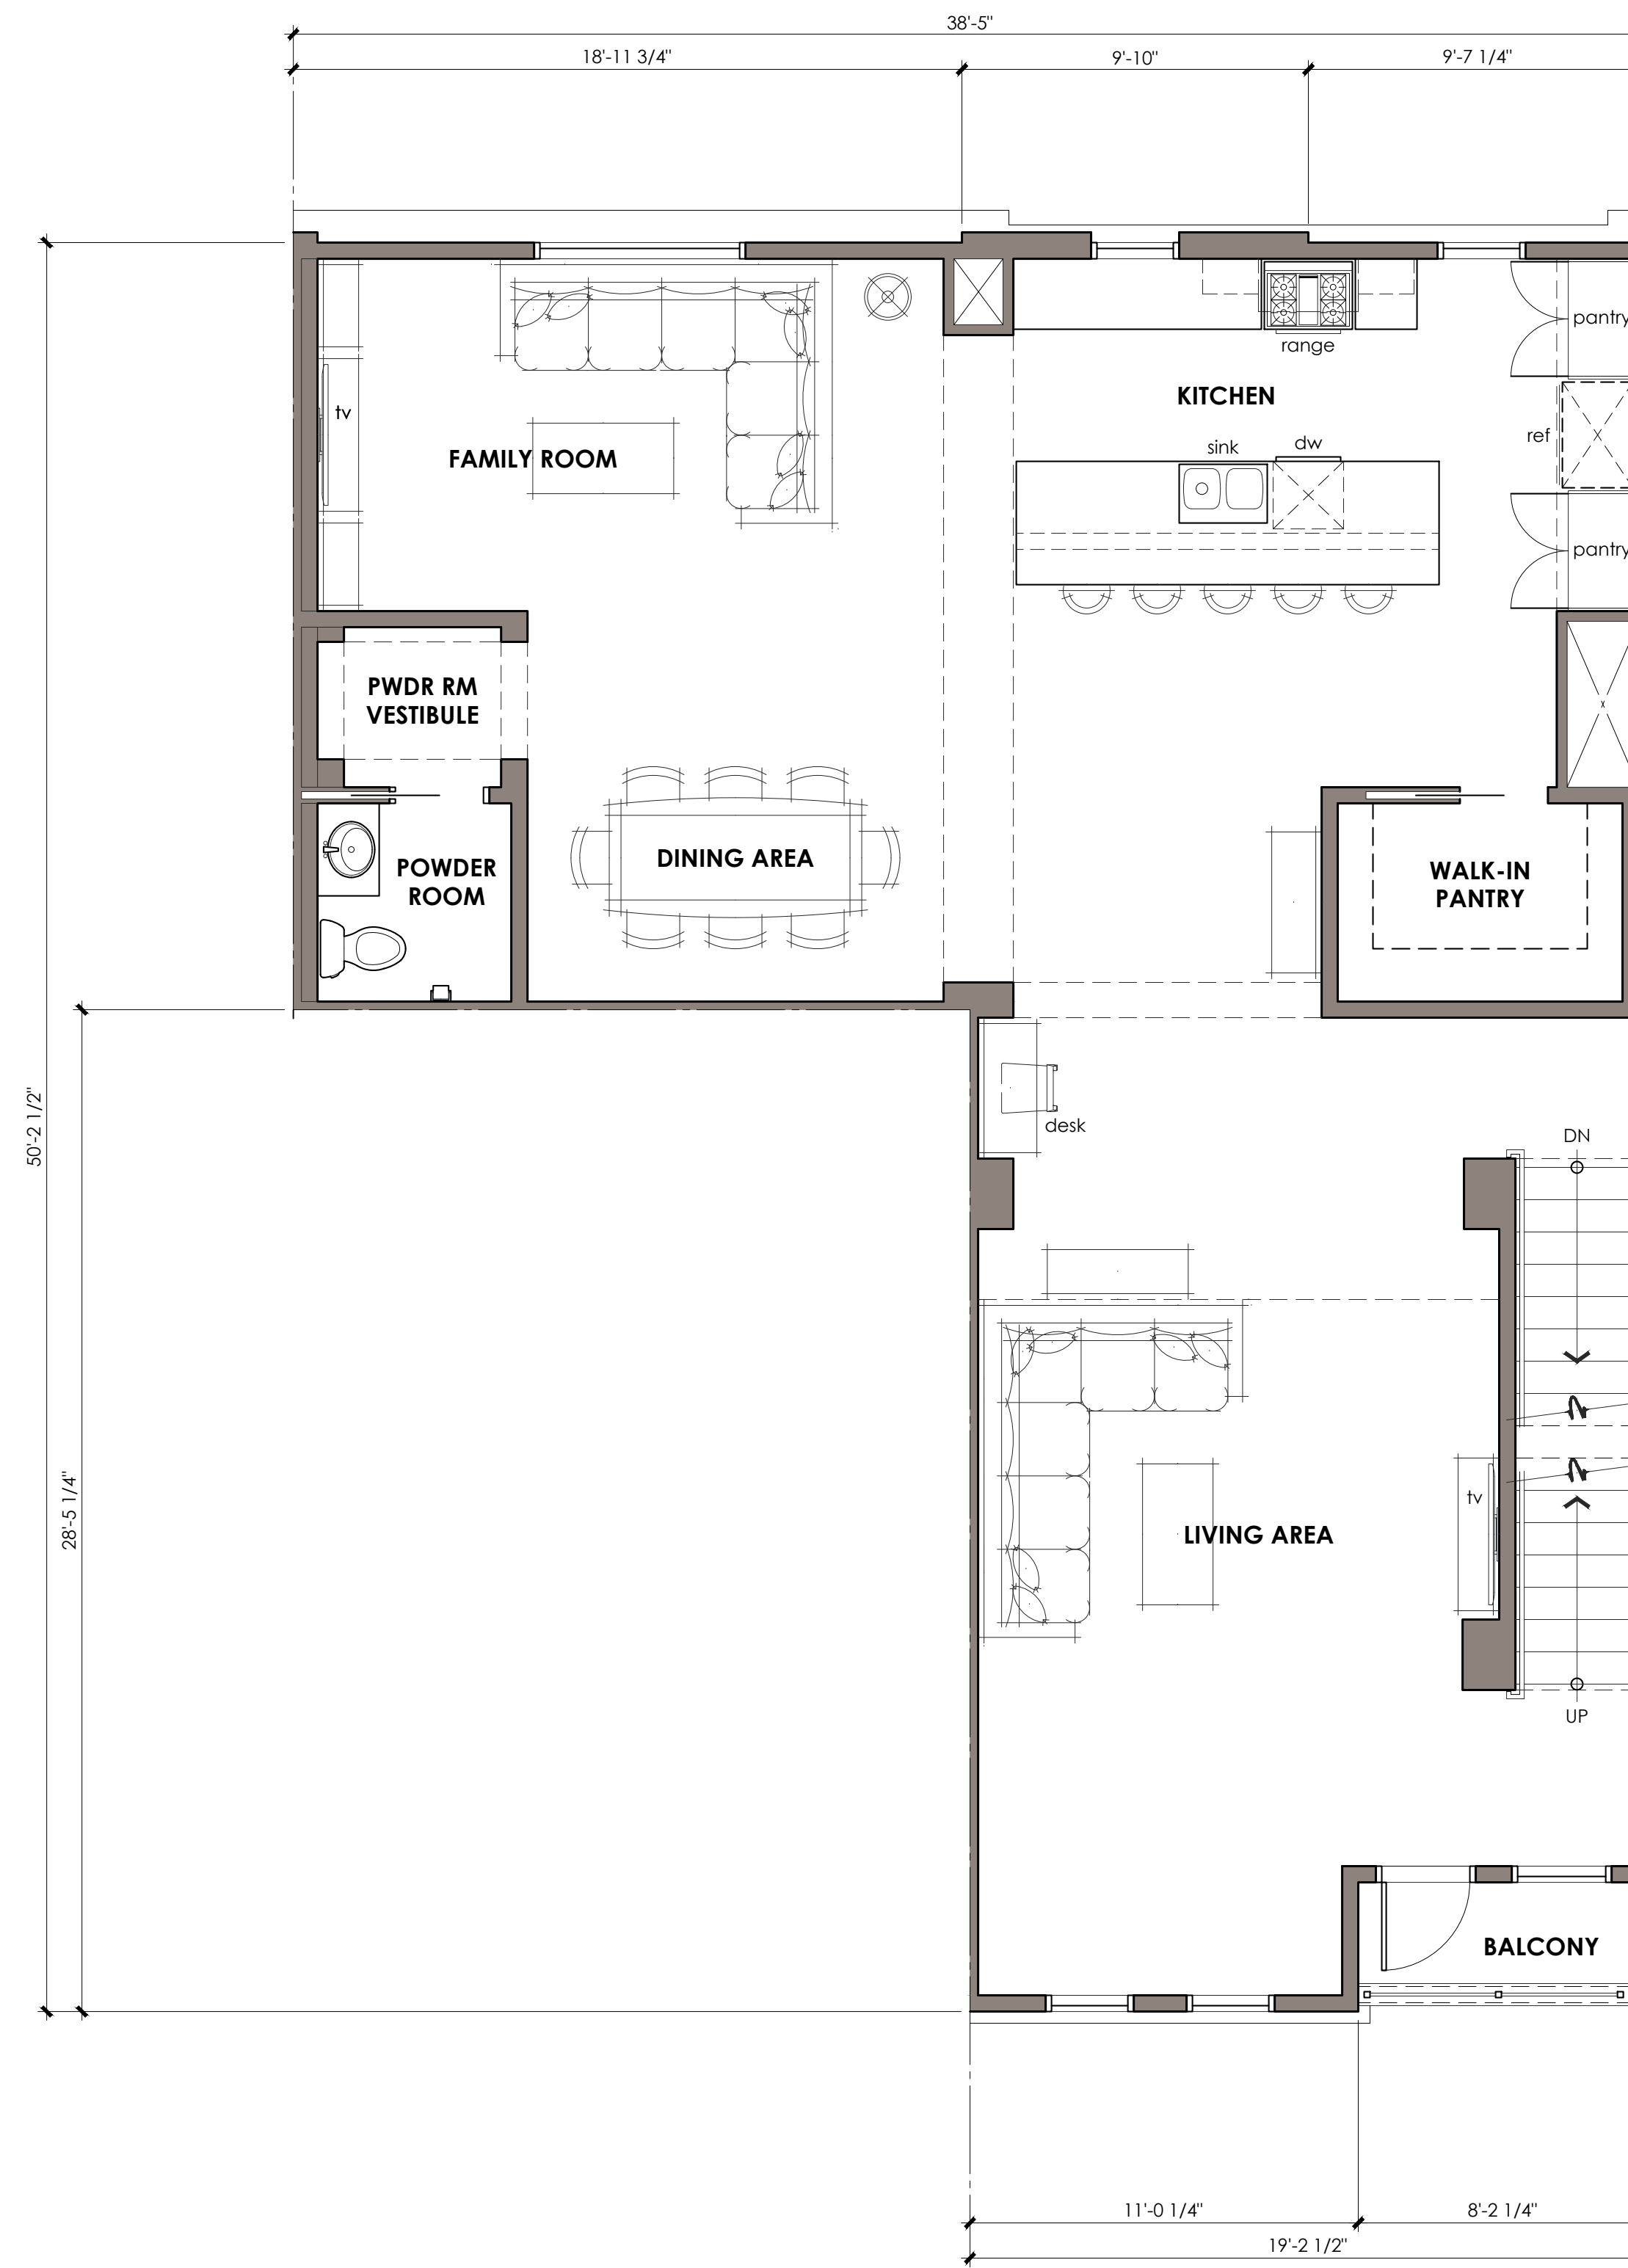 38'-5"
18'-11 3/4"
9'-10"
9'-7 1/4"
pantry
range
KITCHEN
tv
FAMILY ROOM
sink
dw
ref
pantry
PWDR RM
VESTIBULE
POWDER
ROOM
DINING AREA
WALK-IN
PANTRY
50'-2 1/2"
desk
DN
28'-5 1/4"
tv
LIVING AREA
UP
BALCONY
11'-0 1/4"
8'-2 1/4"
19'-2 1/2"